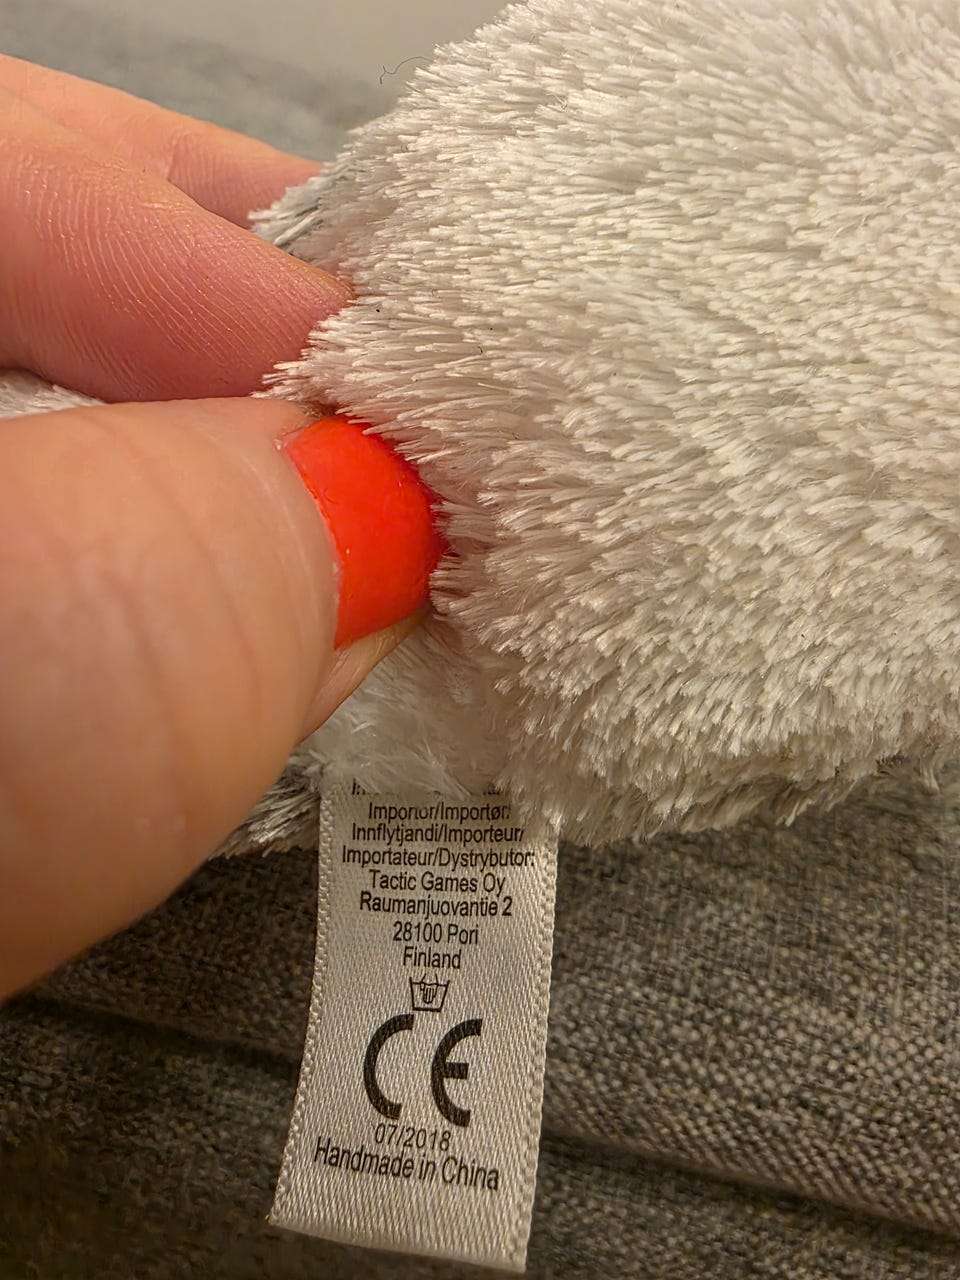 Importör/Importør/
Innflytjandi/Importeur/
Importateur/Dystrybutor:
Tactic Games Oy
Raumanjuovantie 2
28100 Pori
Finland
CE
07/2018
Handmade in China